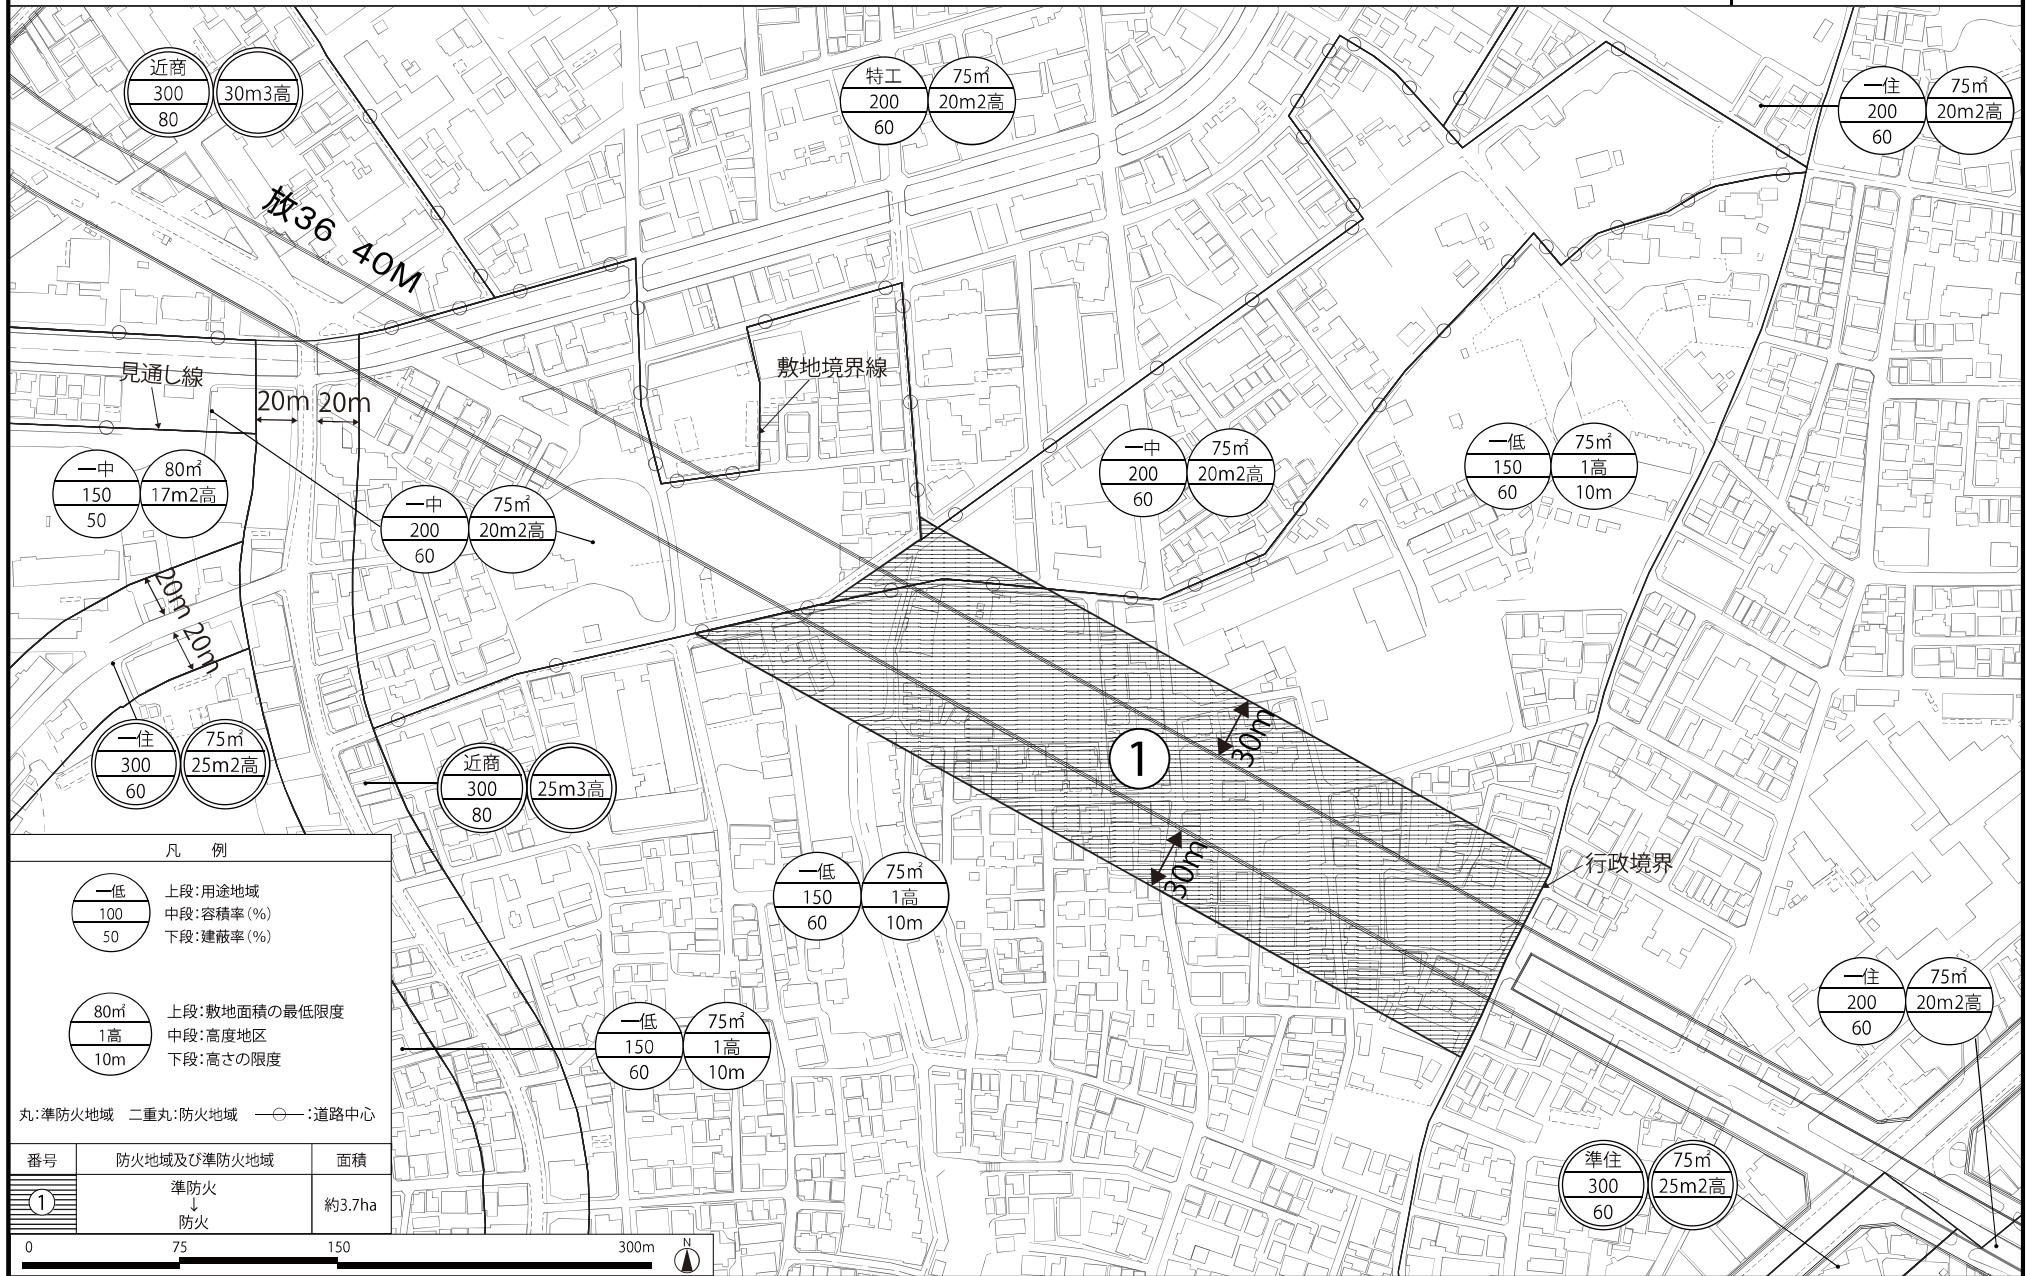 近商
300
80
30m3高
特工
200
60
75㎡
20m2高
一住
200
60
75㎡
20m2高
放36 40M
見通し線
20m
20m
敷地境界線
一中
150
50
80㎡
17m2高
一中
200
60
75㎡
20m2高
一中
200
60
75㎡
20m2高
一低
150
60
75㎡
1高
10m
20m
20m
一住
300
60
75㎡
25m2高
近商
300
80
25m3高
1
30m
30m
行政境界
一低
150
60
75㎡
1高
10m
一低
150
60
75㎡
1高
10m
一住
200
60
75㎡
20m2高
準住
300
60
75㎡
25m2高
凡 例
一低
100
50
上段:用途地域
中段:容積率(%)
下段:建蔽率(%)
80㎡
1高
10m
上段:敷地面積の最低限度
中段:高度地区
下段:高さの限度
丸:準防火地域 二重丸:防火地域 :道路中心
番号 防火地域及び準防火地域 面積
1 準防火 ↓ 防火 約3.7ha
0 75 150 300m
N